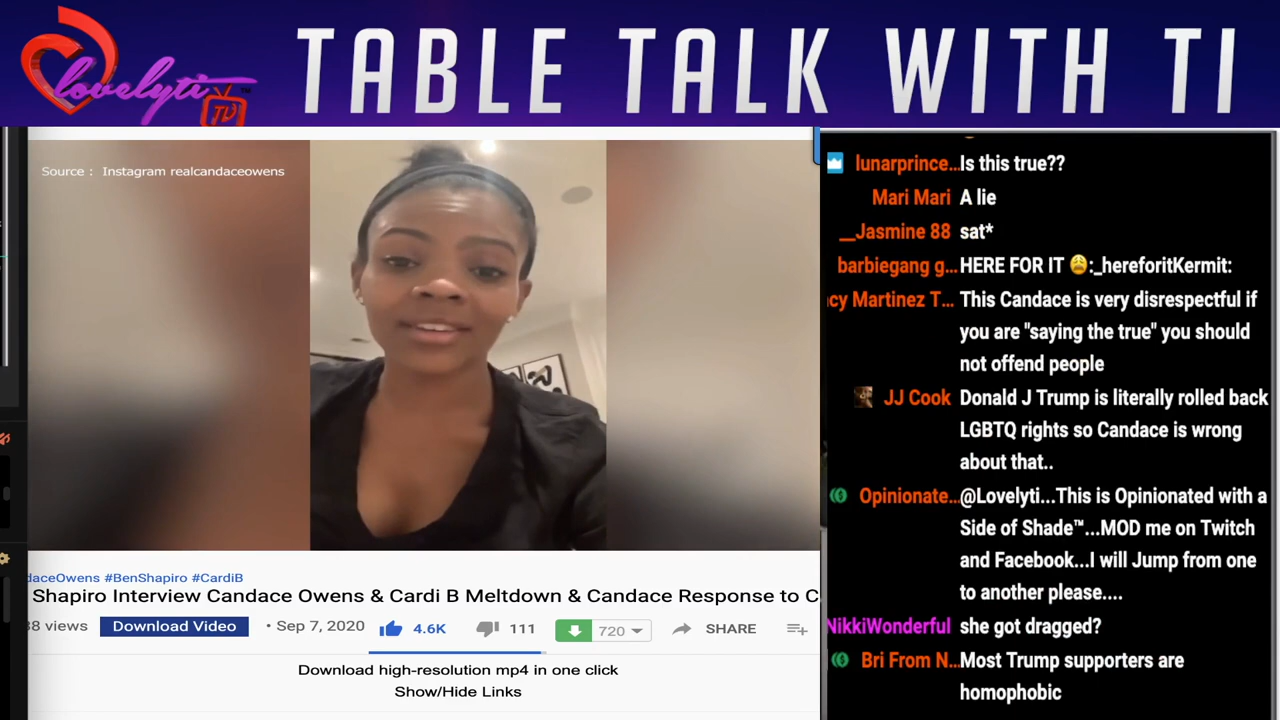 lovelyti TV™
TABLE TALK WITH TI
Source : Instagram realcandaceowens
daceOwens #BenShapiro #CardiB
Shapiro Interview Candace Owens & Cardi B Meltdown & Candace Response to C
8 views
Download Video
• Sep 7, 2020
4.6K
111
720
SHARE
Download high-resolution mp4 in one click
Show/Hide Links
lunarprince... Is this true??
Mari Mari A lie
__Jasmine 88 sat*
barbiegang g... HERE FOR IT 😩:_hereforitKermit:
cy Martinez T... This Candace is very disrespectful if
you are "saying the true" you should
not offend people
JJ Cook Donald J Trump is literally rolled back
LGBTQ rights so Candace is wrong
about that..
Opinionate... @Lovelyti...This is Opinionated with a
Side of Shade™...MOD me on Twitch
and Facebook...I will Jump from one
to another please....
NikkiWonderful she got dragged?
Bri From N... Most Trump supporters are
homophobic